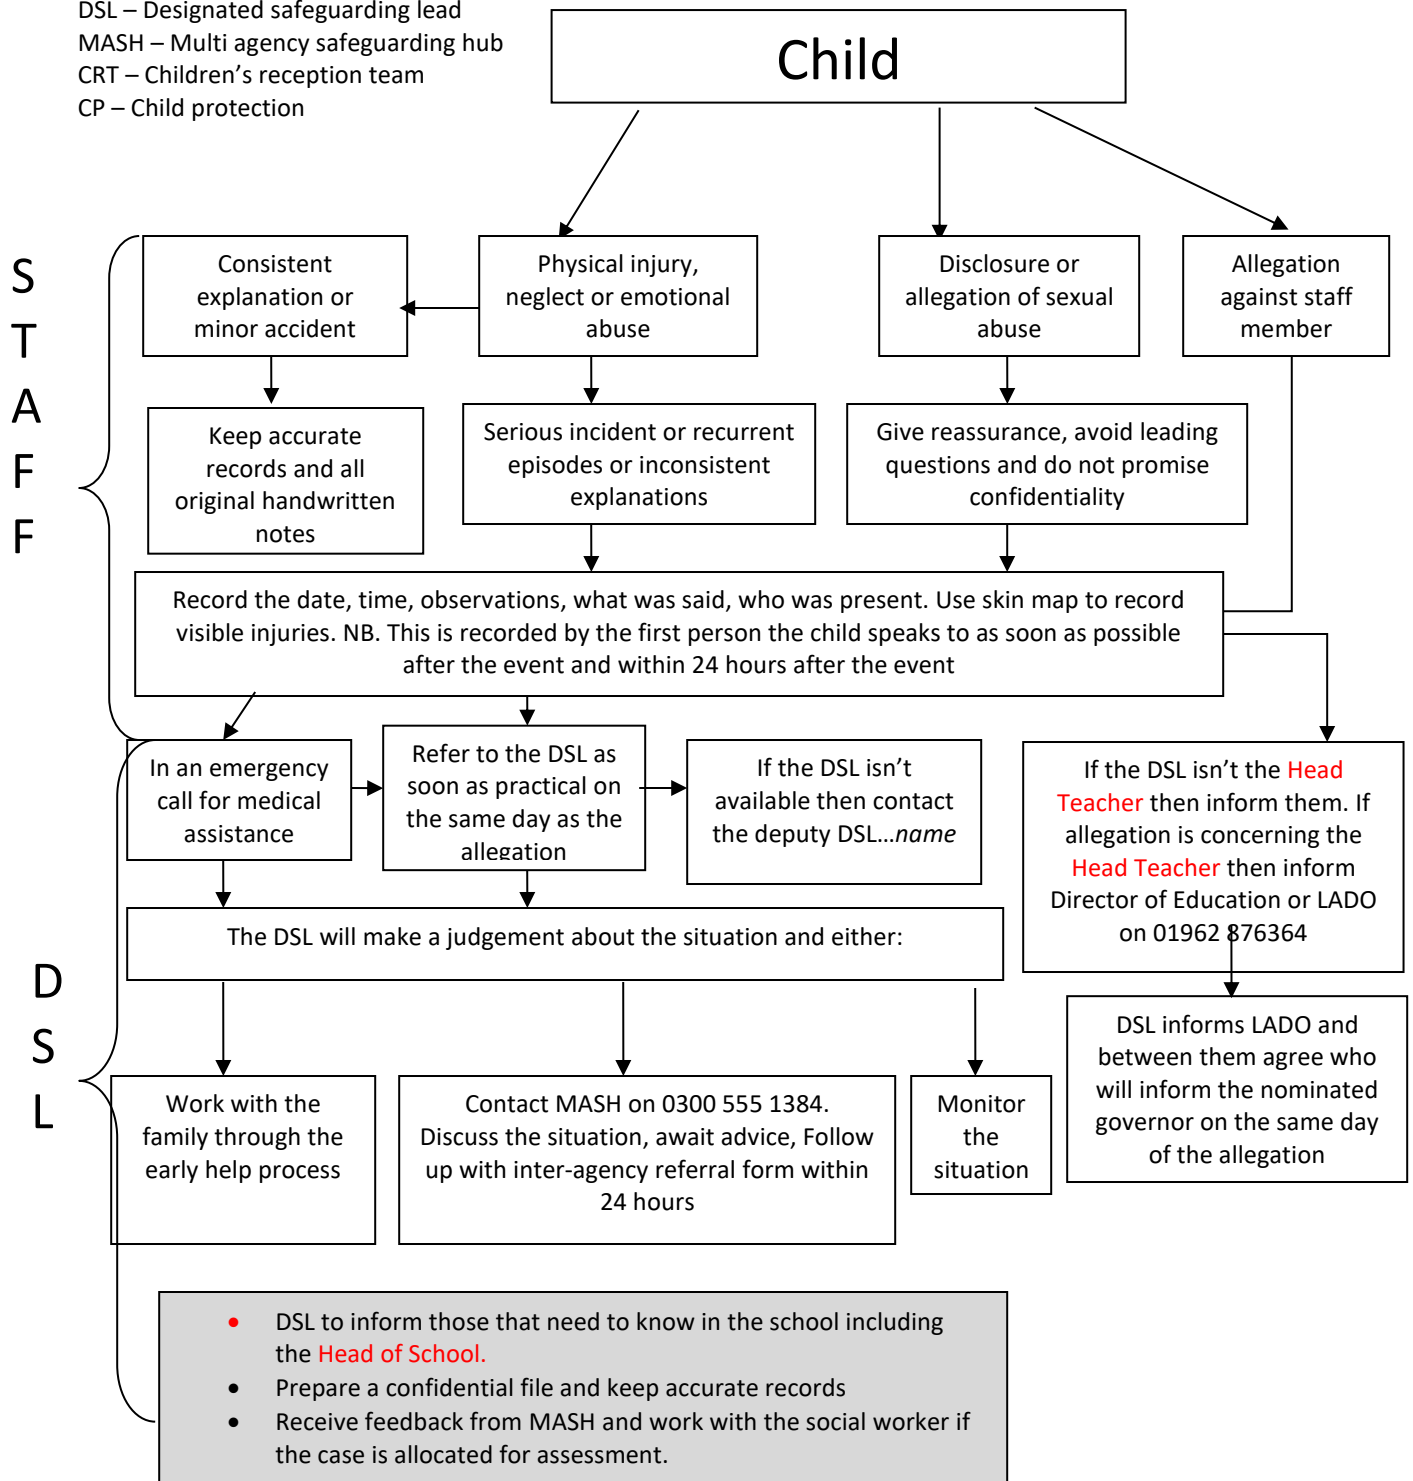 DSL – Designated safeguarding lead
MASH – Multi agency safeguarding hub
CRT – Children's reception team
CP – Child protection
Child
S
T
A
F
F
Consistent
explanation or
minor accident
Physical injury,
neglect or emotional
abuse
Disclosure or
allegation of sexual
abuse
Allegation
against staff
member
Keep accurate
records and all
original handwritten
notes
Serious incident or recurrent
episodes or inconsistent
explanations
Give reassurance, avoid leading
questions and do not promise
confidentiality
Record the date, time, observations, what was said, who was present. Use skin map to record
visible injuries. NB. This is recorded by the first person the child speaks to as soon as possible
after the event and within 24 hours after the event
In an emergency
call for medical
assistance
Refer to the DSL as
soon as practical on
the same day as the
allegation
If the DSL isn't
available then contact
the deputy DSL...name
If the DSL isn't the Head
Teacher then inform them. If
allegation is concerning the
Head Teacher then inform
Director of Education or LADO
on 01962 876364
D
S
L
The DSL will make a judgement about the situation and either:
DSL informs LADO and
between them agree who
will inform the nominated
governor on the same day
of the allegation
Work with the
family through the
early help process
Contact MASH on 0300 555 1384.
Discuss the situation, await advice, Follow
up with inter-agency referral form within
24 hours
Monitor
the
situation
• DSL to inform those that need to know in the school including
the Head of School.
• Prepare a confidential file and keep accurate records
• Receive feedback from MASH and work with the social worker if
the case is allocated for assessment.